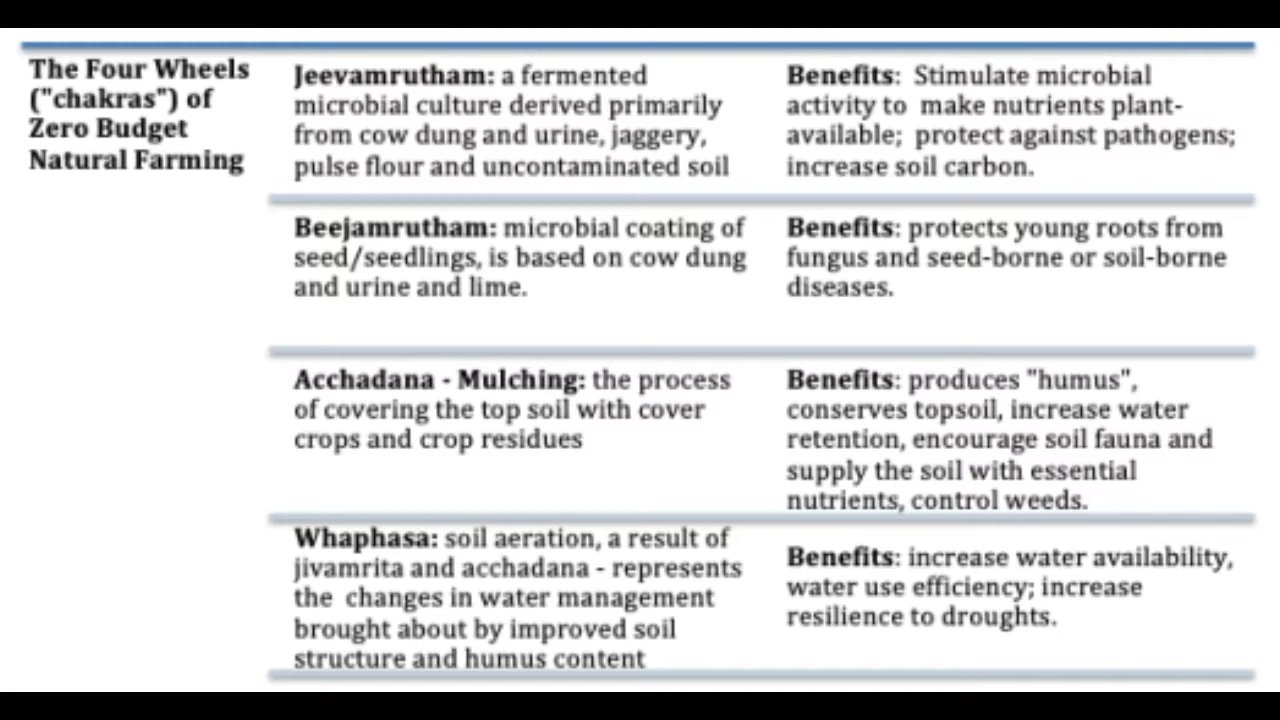 The Four Wheels
("chakras") of
Zero Budget
Natural Farming
Jeevamrutham: a fermented
microbial culture derived primarily
from cow dung and urine, jaggery,
pulse flour and uncontaminated soil
Benefits: Stimulate microbial
activity to make nutrients plant-
available; protect against pathogens;
increase soil carbon.
Beejamrutham: microbial coating of
seed/seedlings, is based on cow dung
and urine and lime.
Benefits: protects young roots from
fungus and seed-borne or soil-borne
diseases.
Acchadana - Mulching: the process
of covering the top soil with cover
crops and crop residues
Benefits: produces "humus",
conserves topsoil, increase water
retention, encourage soil fauna and
supply the soil with essential
nutrients, control weeds.
Whaphasa: soil aeration, a result of
jivamrita and acchadana - represents
the changes in water management
brought about by improved soil
structure and humus content
Benefits: increase water availability,
water use efficiency; increase
resilience to droughts.